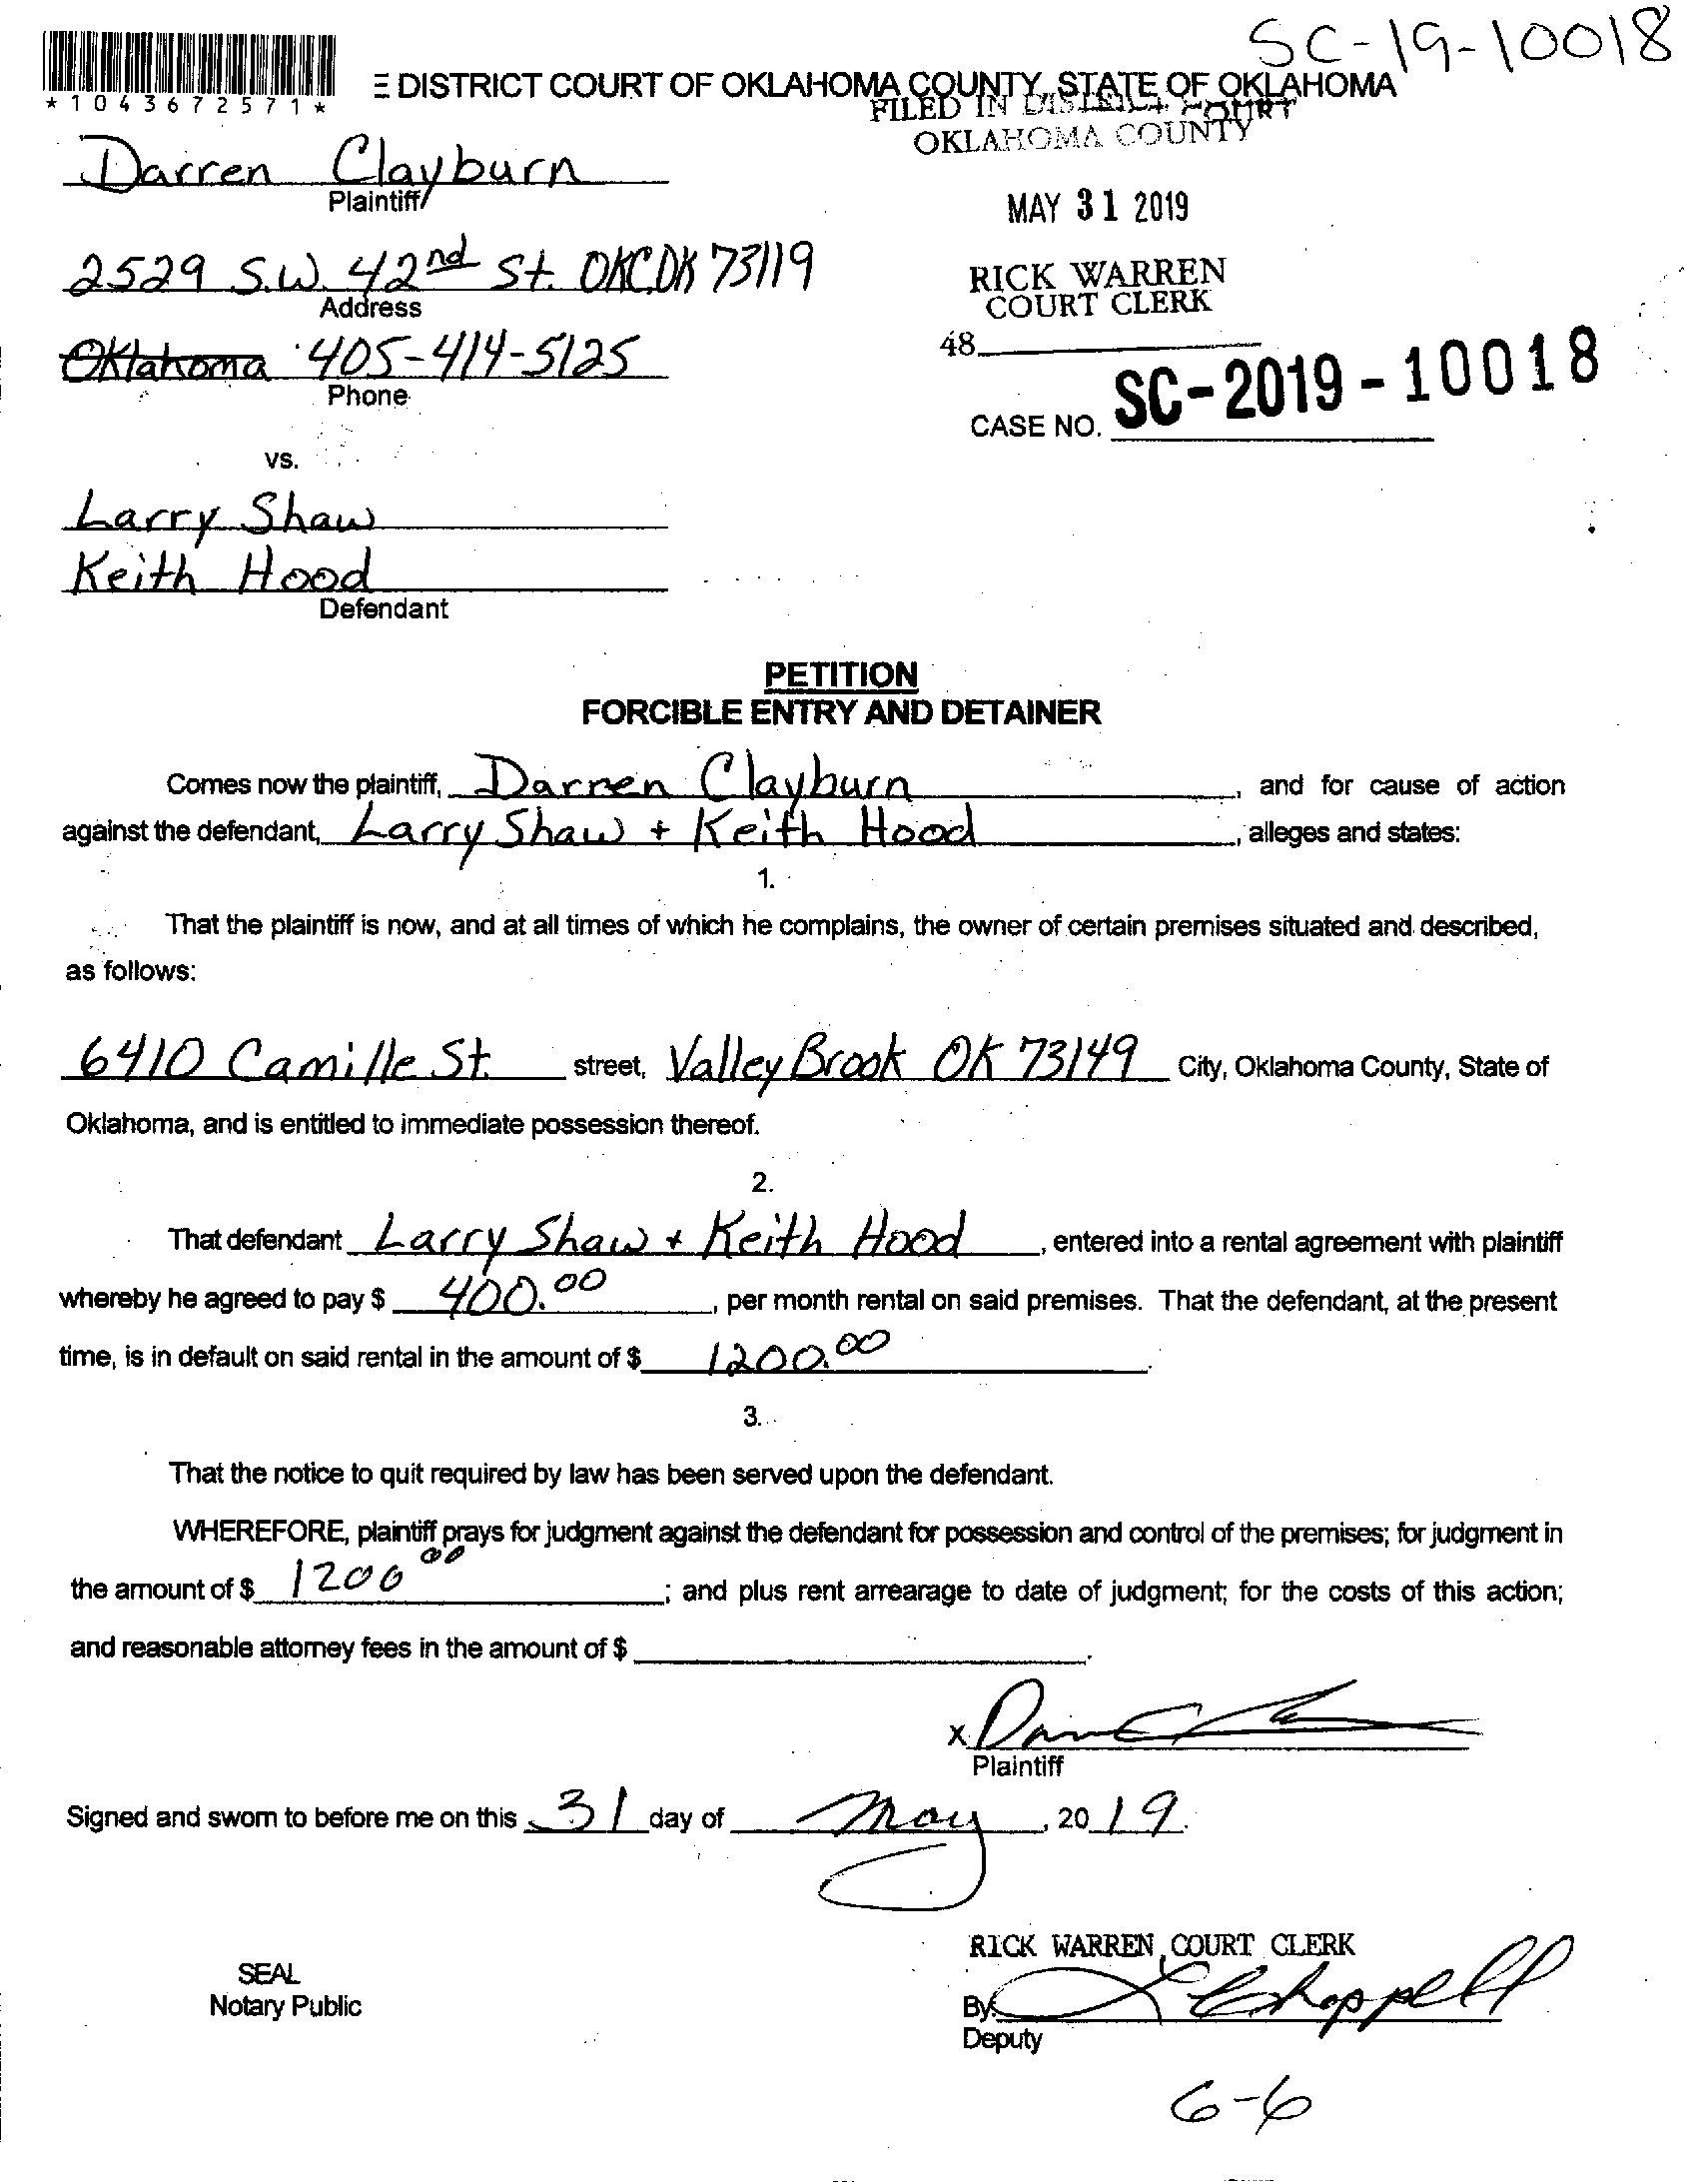 SC-19-10018
*1043672571*
E DISTRICT COURT OF OKLAHOMA COUNTY, STATE OF OKLAHOMA
FILED IN DISTRICT COURT
OKLAHOMA COUNTY
Darren Clayburn
Plaintiff
MAY 31 2019
2529 S.W. 42nd St. OKC OK 73119
Address
RICK WARREN
COURT CLERK
Oklahoma 405-414-5125
Phone
48
CASE NO. SC-2019-10018
vs.
Larry Shaw
Keith Hood
Defendant
PETITION
FORCIBLE ENTRY AND DETAINER
Comes now the plaintiff, Darren Clayburn, and for cause of action
against the defendant, Larry Shaw + Keith Hood, alleges and states:
1.
That the plaintiff is now, and at all times of which he complains, the owner of certain premises situated and described,
as follows:
6410 Camille St. street, Valley Brook OK 73149 City, Oklahoma County, State of
Oklahoma, and is entitled to immediate possession thereof.
2.
That defendant Larry Shaw + Keith Hood, entered into a rental agreement with plaintiff
whereby he agreed to pay $ 400.00, per month rental on said premises. That the defendant, at the present
time, is in default on said rental in the amount of $ 1200.00.
3.
That the notice to quit required by law has been served upon the defendant.
WHEREFORE, plaintiff prays for judgment against the defendant for possession and control of the premises; for judgment in
the amount of $ 1200 00; and plus rent arrearage to date of judgment; for the costs of this action;
and reasonable attorney fees in the amount of $
x
Plaintiff
Signed and sworn to before me on this 31 day of May, 2019.
RICK WARREN, COURT CLERK
SEAL
Notary Public
By: Chappell
Deputy
6-6